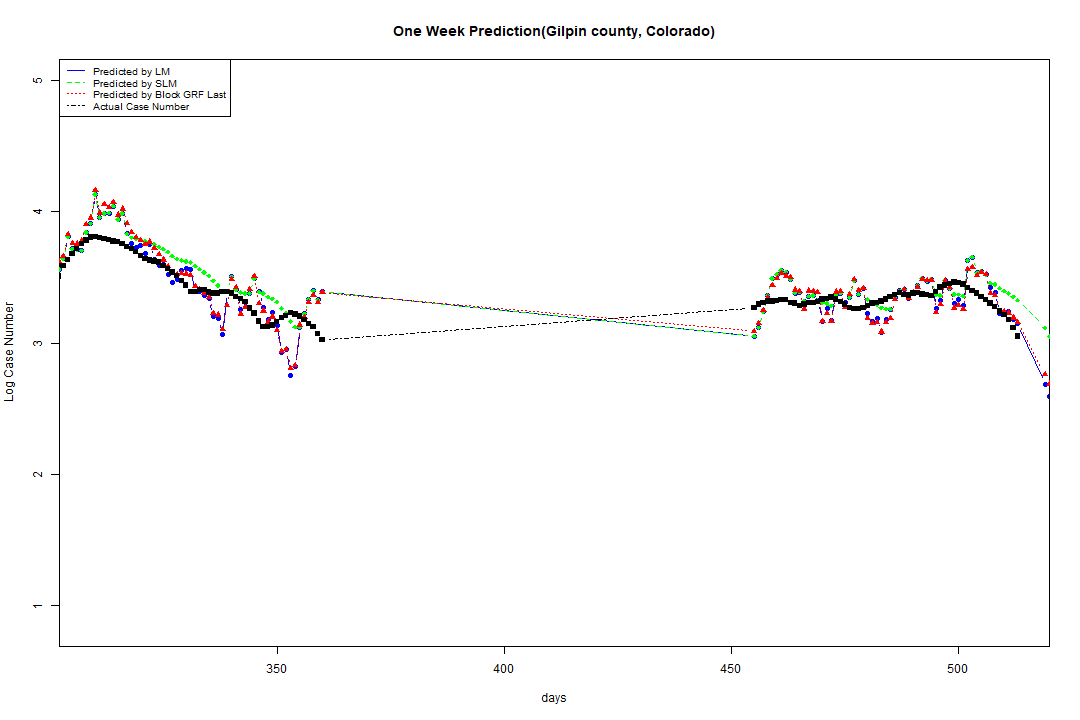 One Week Prediction(Gilpin county, Colorado)
Predicted by LM
Predicted by SLM
Predicted by Block GRF Last
Actual Case Number
5
4
3
2
1
Log Case Number
350 400 450 500
days